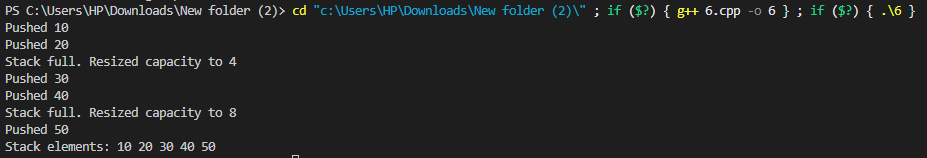 PS C:\Users\HP\Downloads\New folder (2)> cd "c:\Users\HP\Downloads\New folder (2)\" ; if ($?) { g++ 6.cpp -o 6 } ; if ($?) { .\6 }
Pushed 10
Pushed 20
Stack full. Resized capacity to 4
Pushed 30
Pushed 40
Stack full. Resized capacity to 8
Pushed 50
Stack elements: 10 20 30 40 50